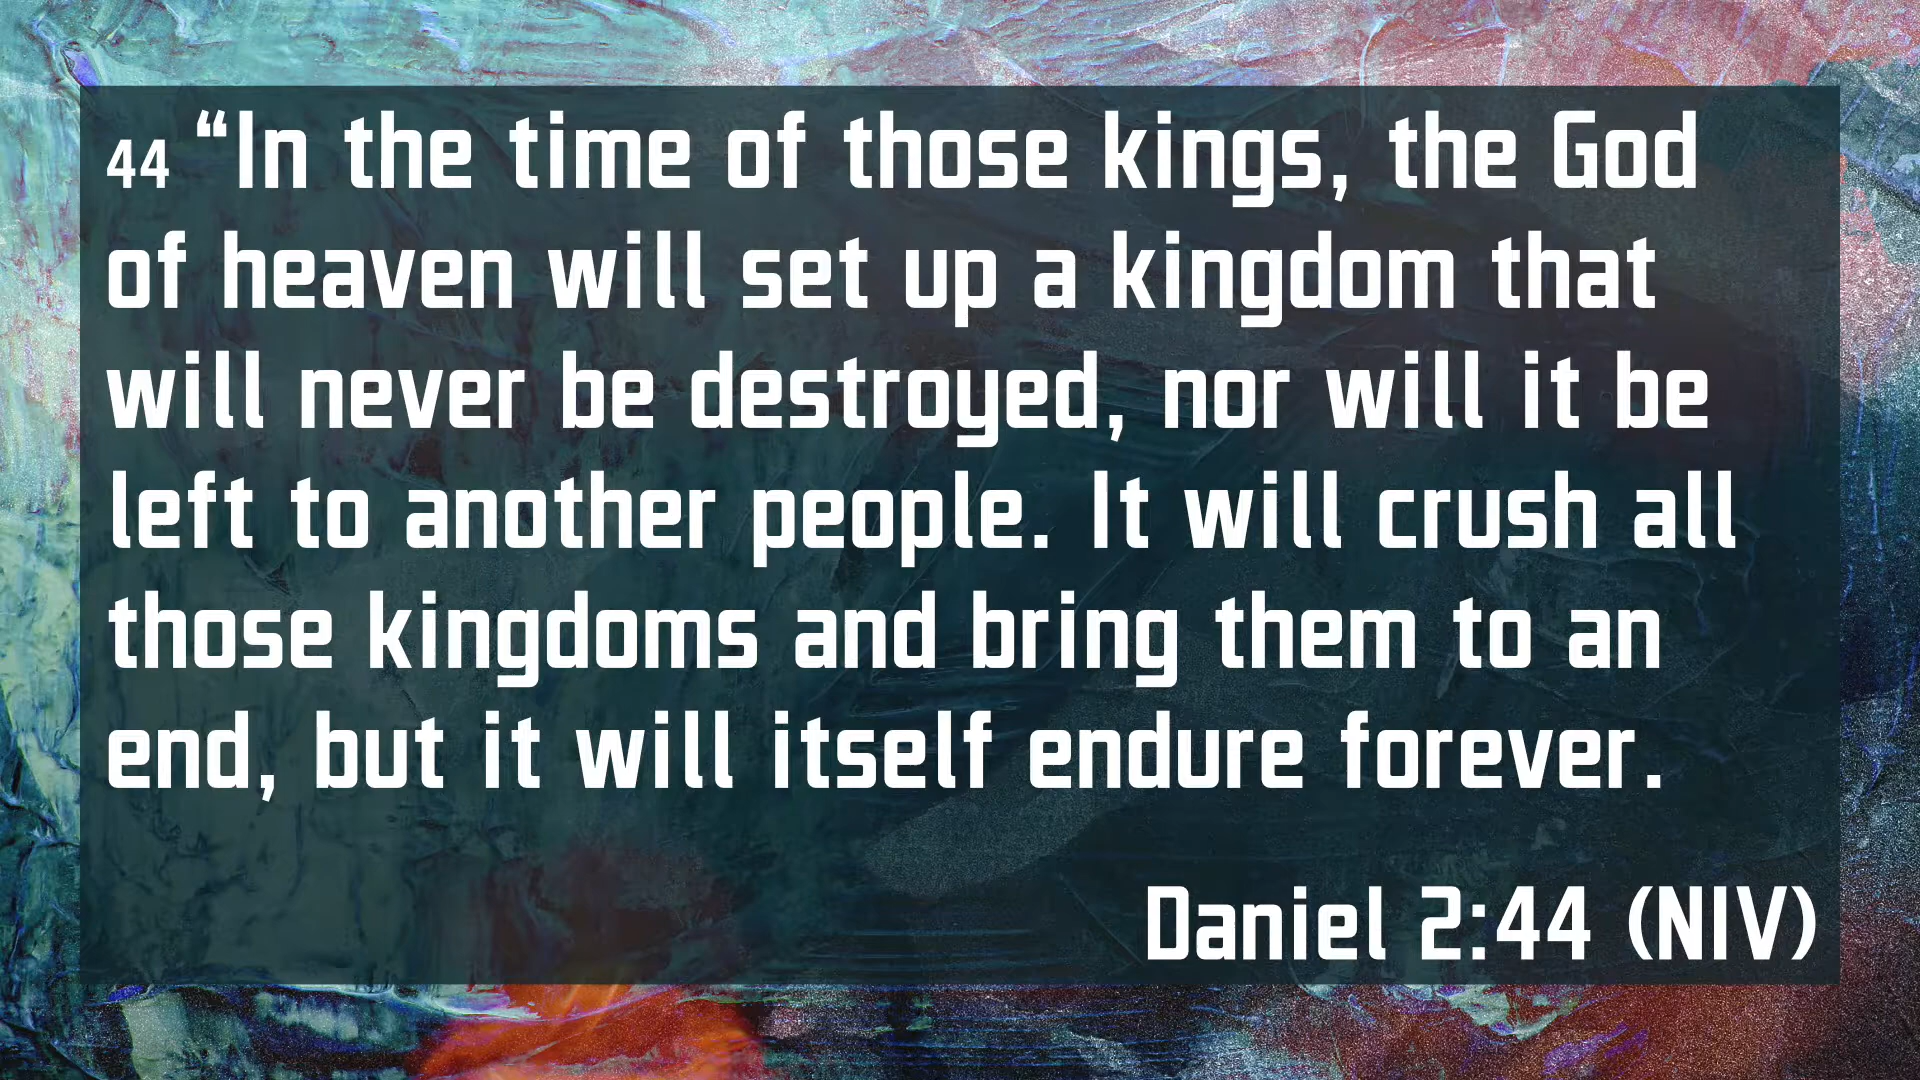 44 “In the time of those kings, the God
of heaven will set up a kingdom that
will never be destroyed, nor will it be
left to another people. It will crush all
those kingdoms and bring them to an
end, but it will itself endure forever.
Daniel 2:44 (NIV)